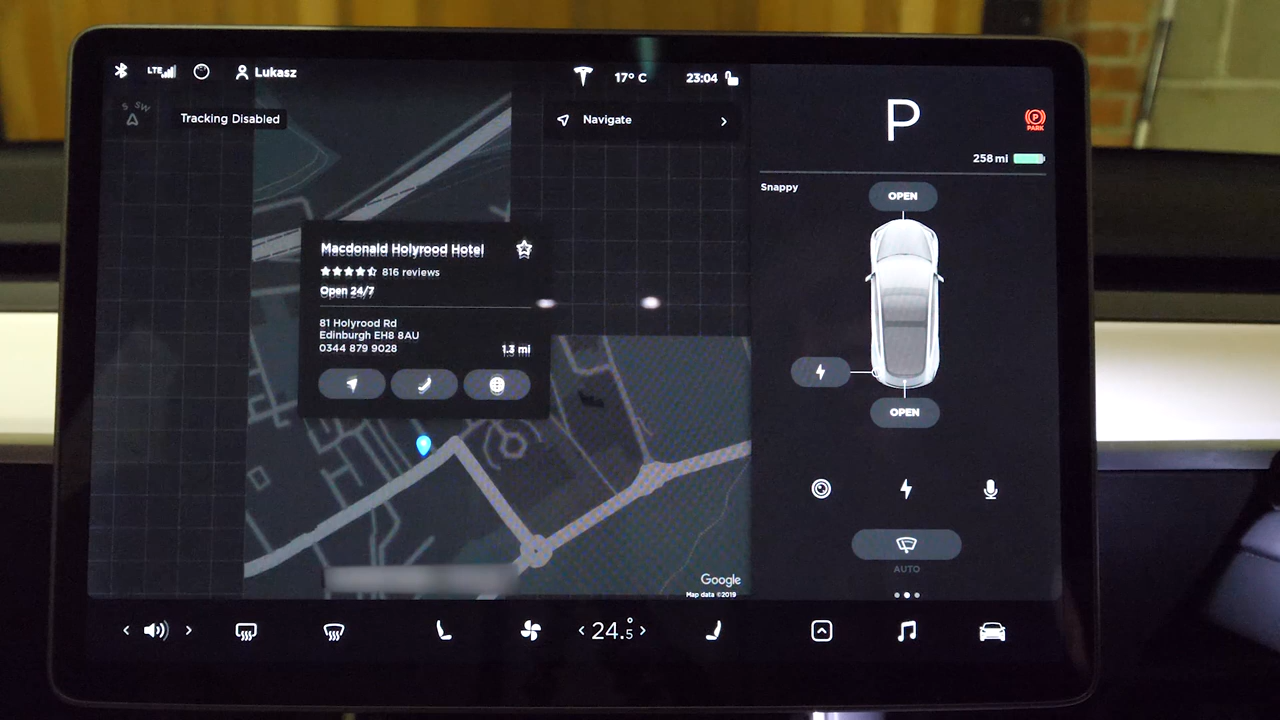 LTE
Lukasz
17° C
23:04
S SW
Tracking Disabled
Navigate
P
P
PARK
258 mi
Snappy
OPEN
Macdonald Holyrood Hotel
816 reviews
Open 24/7
81 Holyrood Rd
Edinburgh EH8 8AU
0344 879 9028
1.3 mi
OPEN
AUTO
Google
Map data ©2019
24.5°